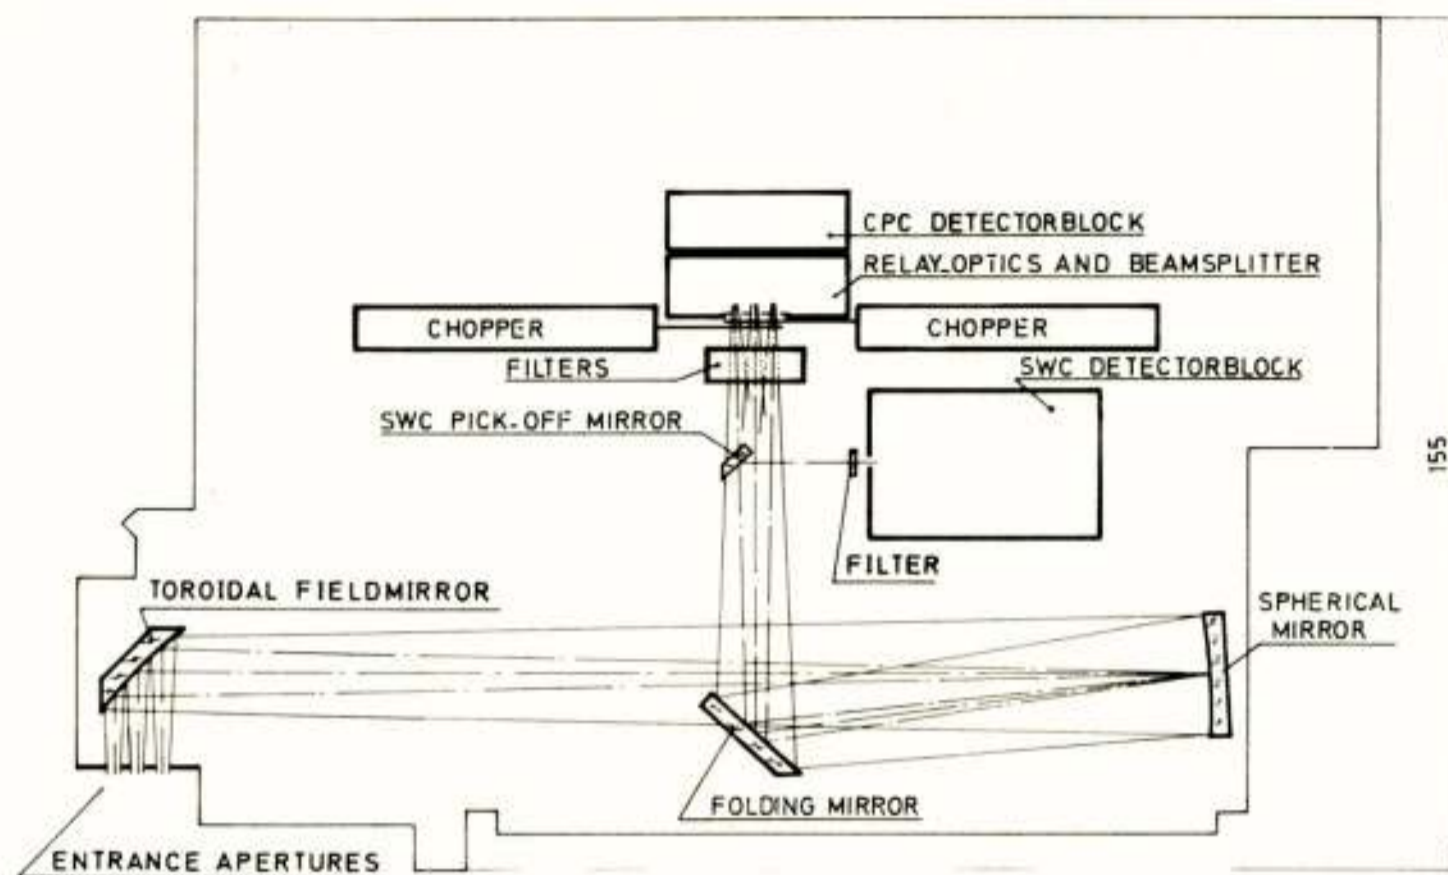 CPC DETECTORBLOCK
RELAY-OPTICS AND BEAMSPLITTER
CHOPPER
CHOPPER
FILTERS
SWC DETECTORBLOCK
SWC PICK-OFF MIRROR
155
FILTER
TOROIDAL FIELDMIRROR
SPHERICAL
MIRROR
FOLDING MIRROR
ENTRANCE APERTURES